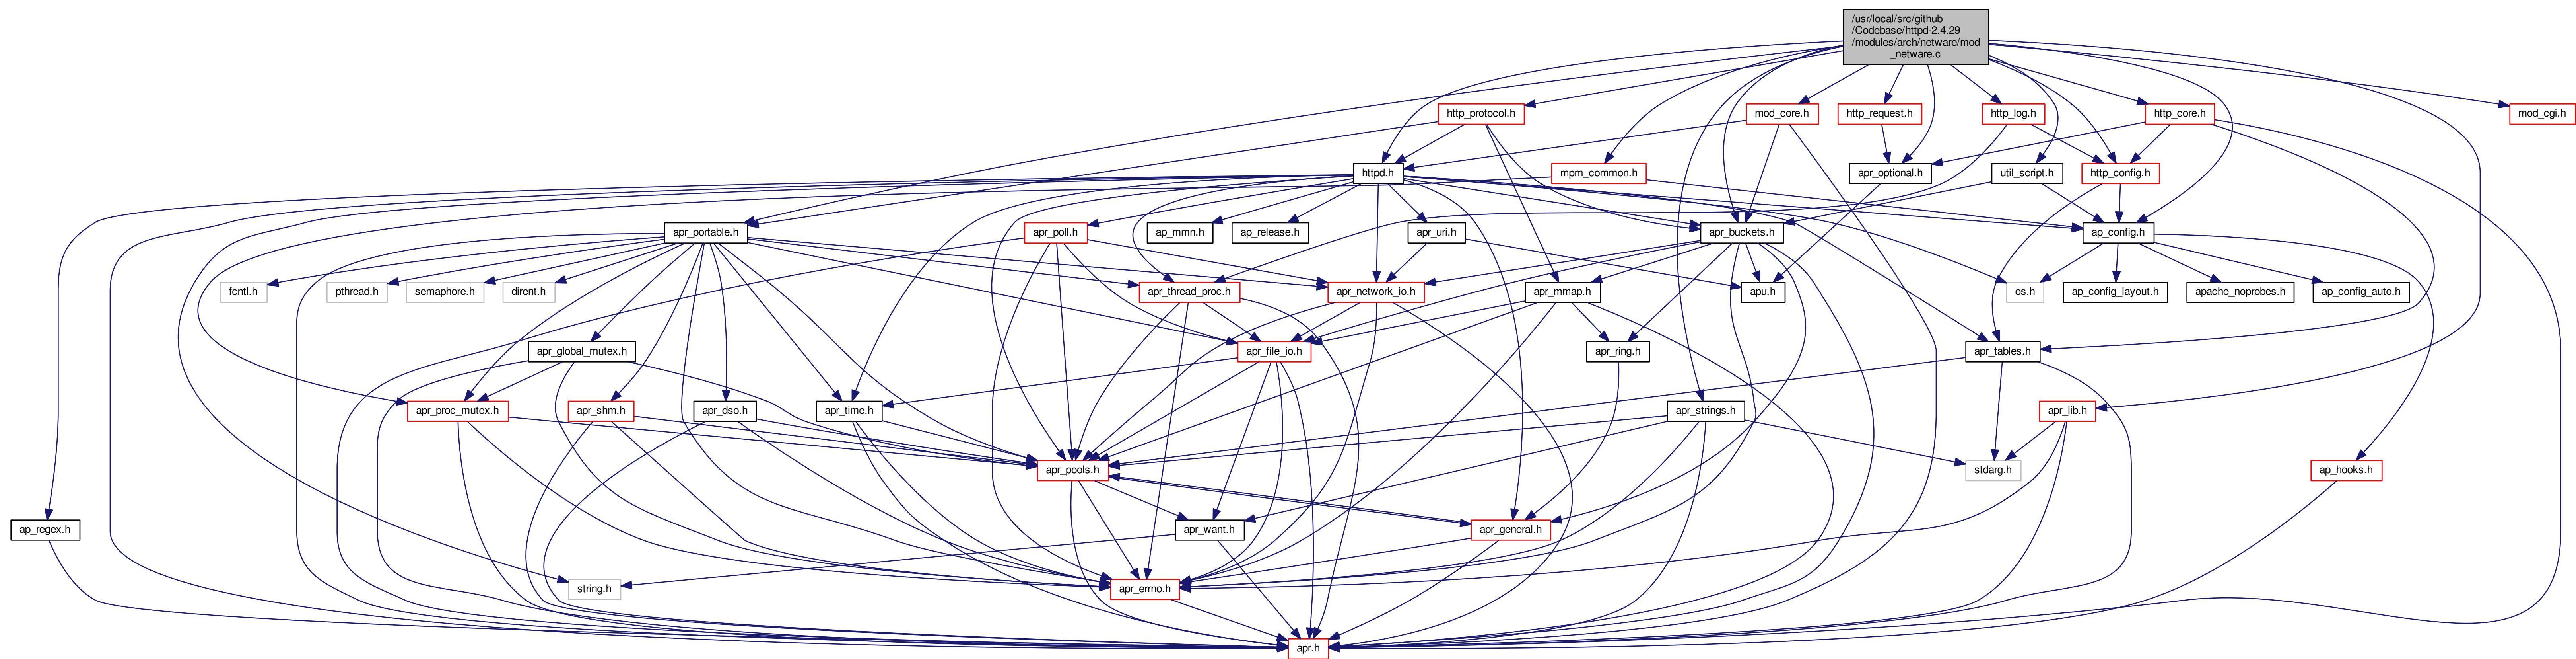 /usr/local/src/github
/Codebase/httpd-2.4.29
/modules/arch/netware/mod
_netware.c
http_protocol.h
mod_core.h
http_request.h
http_log.h
http_core.h
mod_cgi.h
httpd.h
mpm_common.h
apr_optional.h
util_script.h
http_config.h
apr_portable.h
apr_poll.h
ap_mmn.h
ap_release.h
apr_uri.h
apr_buckets.h
ap_config.h
fcntl.h
pthread.h
semaphore.h
dirent.h
apr_thread_proc.h
apr_network_io.h
apr_mmap.h
apu.h
os.h
ap_config_layout.h
apache_noprobes.h
ap_config_auto.h
apr_global_mutex.h
apr_file_io.h
apr_ring.h
apr_tables.h
apr_proc_mutex.h
apr_shm.h
apr_dso.h
apr_time.h
apr_strings.h
apr_lib.h
apr_pools.h
stdarg.h
ap_hooks.h
ap_regex.h
apr_want.h
apr_general.h
string.h
apr_errno.h
apr.h